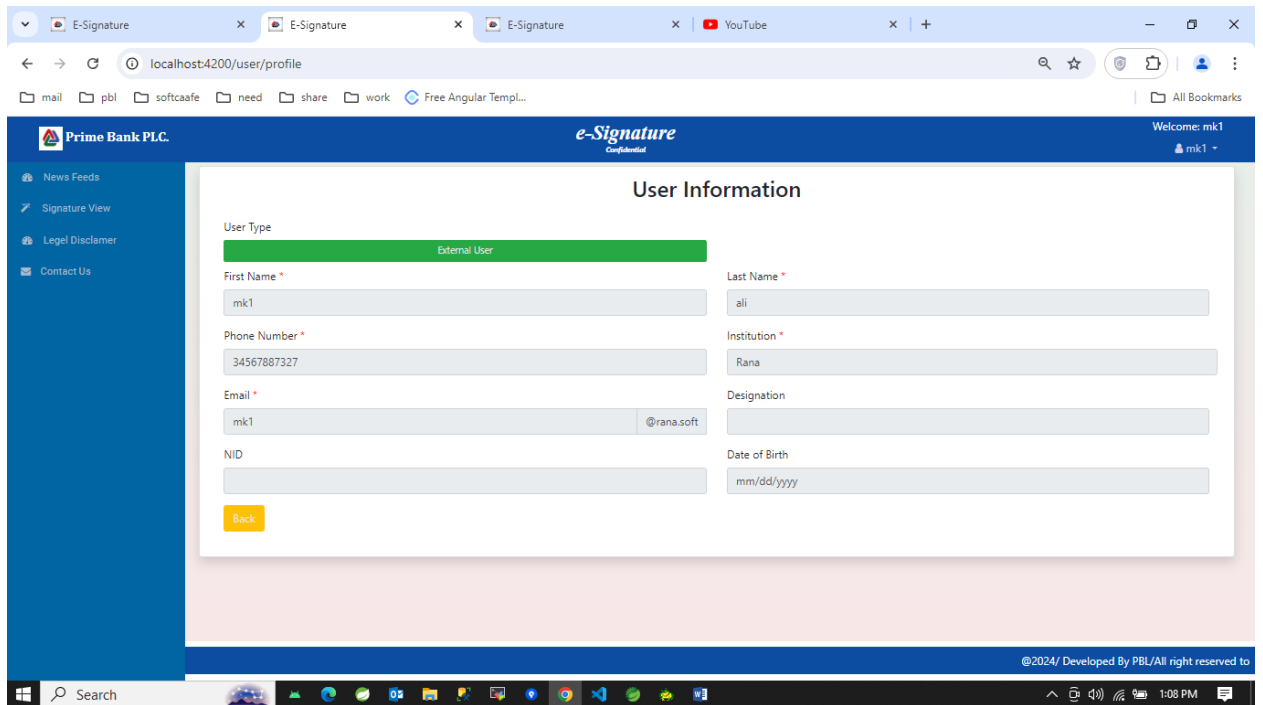 E-Signature
E-Signature
E-Signature
YouTube
localhost:4200/user/profile
mail pbl softcaafe need share work Free Angular Templ... All Bookmarks
Prime Bank PLC.
e-Signature
Confidential
Welcome: mk1
mk1
News Feeds
Signature View
Legel Disclamer
Contact Us
User Information
User Type
External User
First Name * Last Name *
mk1 ali
Phone Number * Institution *
34567887327 Rana
Email * Designation
mk1 @rana.soft
NID Date of Birth
mm/dd/yyyy
Back
@2024/ Developed By PBL/All right reserved to
Search 1:08 PM